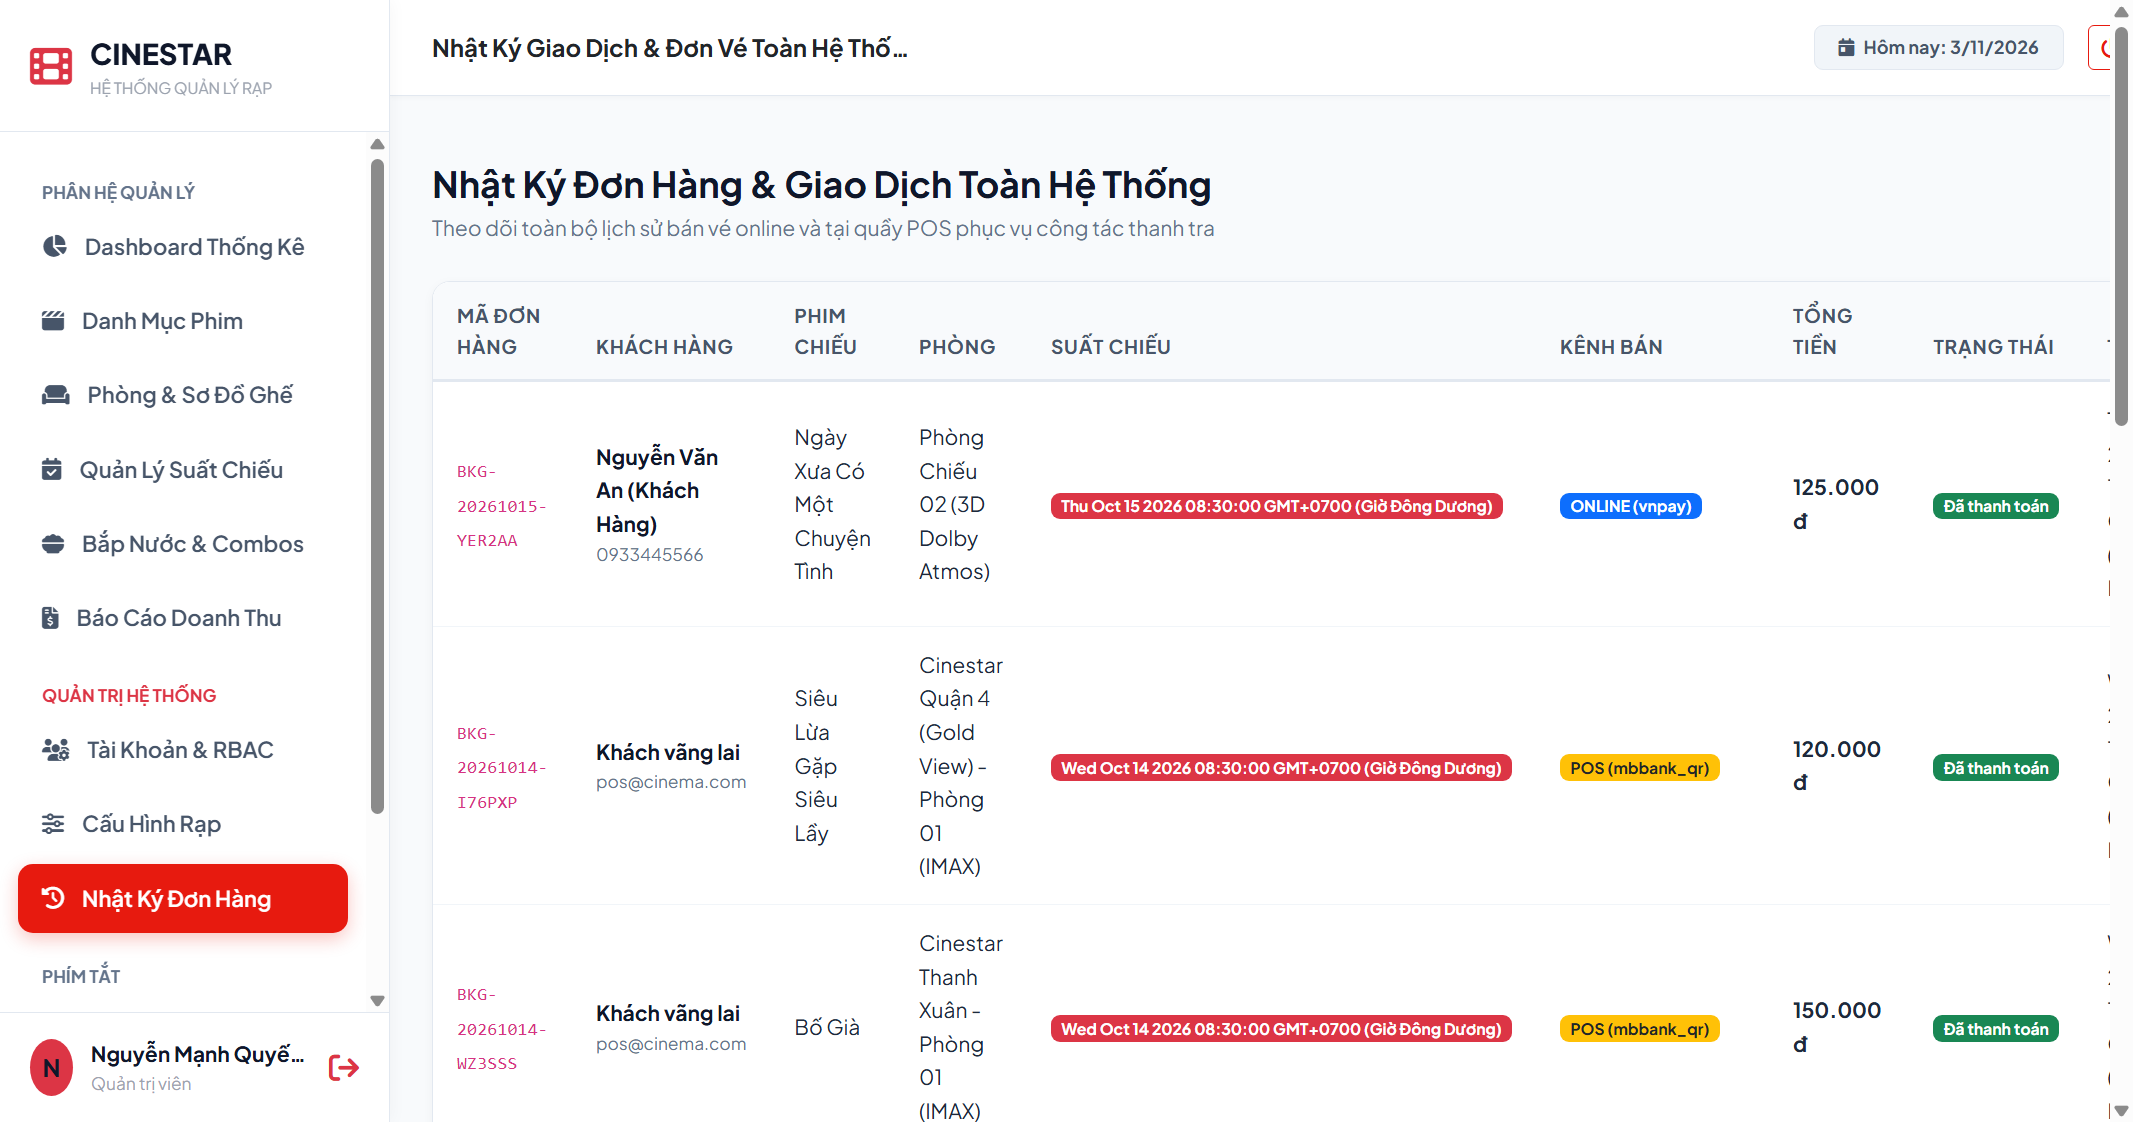 CINESTAR
HỆ THỐNG QUẢN LÝ RẠP
PHÂN HỆ QUẢN LÝ
Dashboard Thống Kê
Danh Mục Phim
Phòng & Sơ Đồ Ghế
Quản Lý Suất Chiếu
Bắp Nước & Combos
Báo Cáo Doanh Thu
QUẢN TRỊ HỆ THỐNG
Tài Khoản & RBAC
Cấu Hình Rạp
Nhật Ký Đơn Hàng
PHÍM TẮT
N
Nguyễn Mạnh Quyế...
Quản trị viên
Nhật Ký Giao Dịch & Đơn Vé Toàn Hệ Thố...
Hôm nay: 3/11/2026
Nhật Ký Đơn Hàng & Giao Dịch Toàn Hệ Thống
Theo dõi toàn bộ lịch sử bán vé online và tại quầy POS phục vụ công tác thanh tra
MÃ ĐƠN
HÀNG
KHÁCH HÀNG
PHIM
CHIẾU
PHÒNG
SUẤT CHIẾU
KÊNH BÁN
TỔNG
TIỀN
TRẠNG THÁI
BKG-
20261015-
YER2AA
Nguyễn Văn
An (Khách
Hàng)
0933445566
Ngày
Xưa Có
Một
Chuyện
Tình
Phòng
Chiếu
02 (3D
Dolby
Atmos)
Thu Oct 15 2026 08:30:00 GMT+0700 (Giờ Đông Dương)
ONLINE (vnpay)
125.000
đ
Đã thanh toán
BKG-
20261014-
I76PXP
Khách vãng lai
pos@cinema.com
Siêu
Lừa
Gặp
Siêu
Lầy
Cinestar
Quận 4
(Gold
View) -
Phòng
01
(IMAX)
Wed Oct 14 2026 08:30:00 GMT+0700 (Giờ Đông Dương)
POS (mbbank_qr)
120.000
đ
Đã thanh toán
BKG-
20261014-
WZ3SSS
Khách vãng lai
pos@cinema.com
Bố Già
Cinestar
Thanh
Xuân -
Phòng
01
(IMAX)
Wed Oct 14 2026 08:30:00 GMT+0700 (Giờ Đông Dương)
POS (mbbank_qr)
150.000
đ
Đã thanh toán